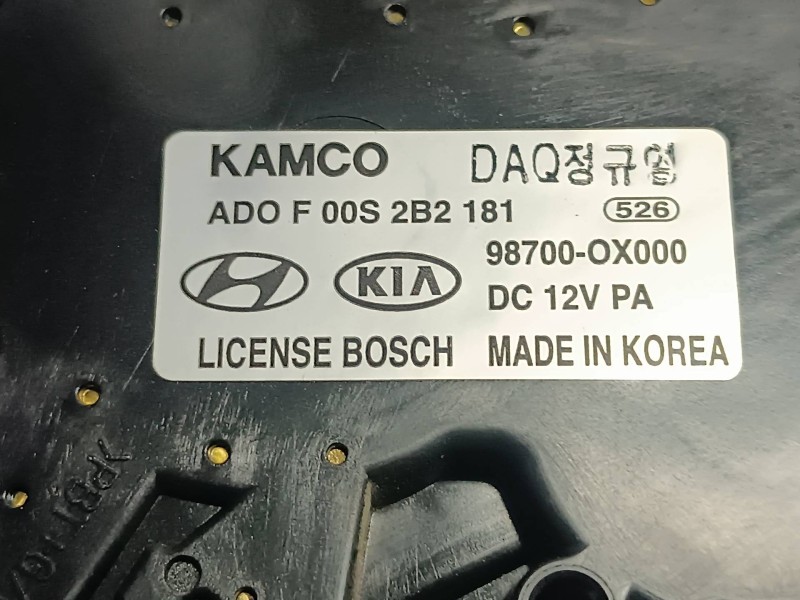 KAMCO DAQ정규영
ADO F 00S 2B2 181 526
98700-OX000
KIA DC 12V PA
LICENSE BOSCH MADE IN KOREA